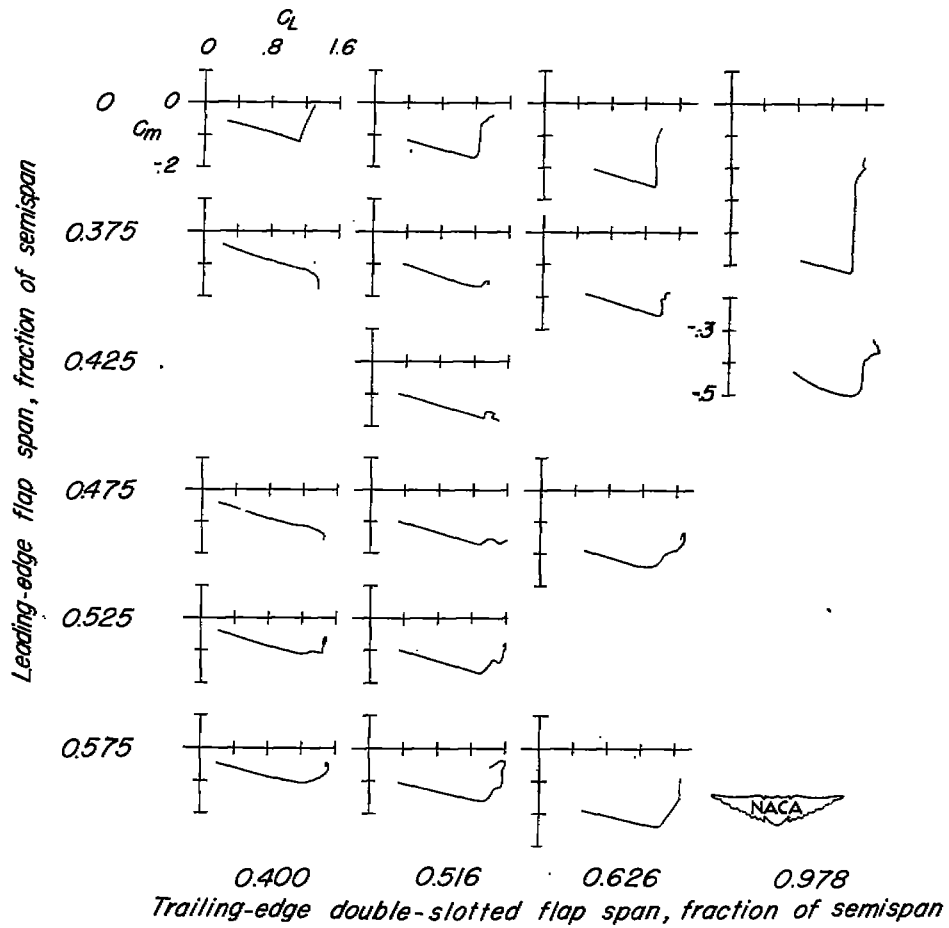 CL
0 .8 1.6
0 0
Cm
-.2
0.375
-.3
0.425
-.5
0.475
0.525
0.575
Leading-edge flap span, fraction of semispan
NACA
0.400 0.516 0.626 0.978
Trailing-edge double-slotted flap span, fraction of semispan